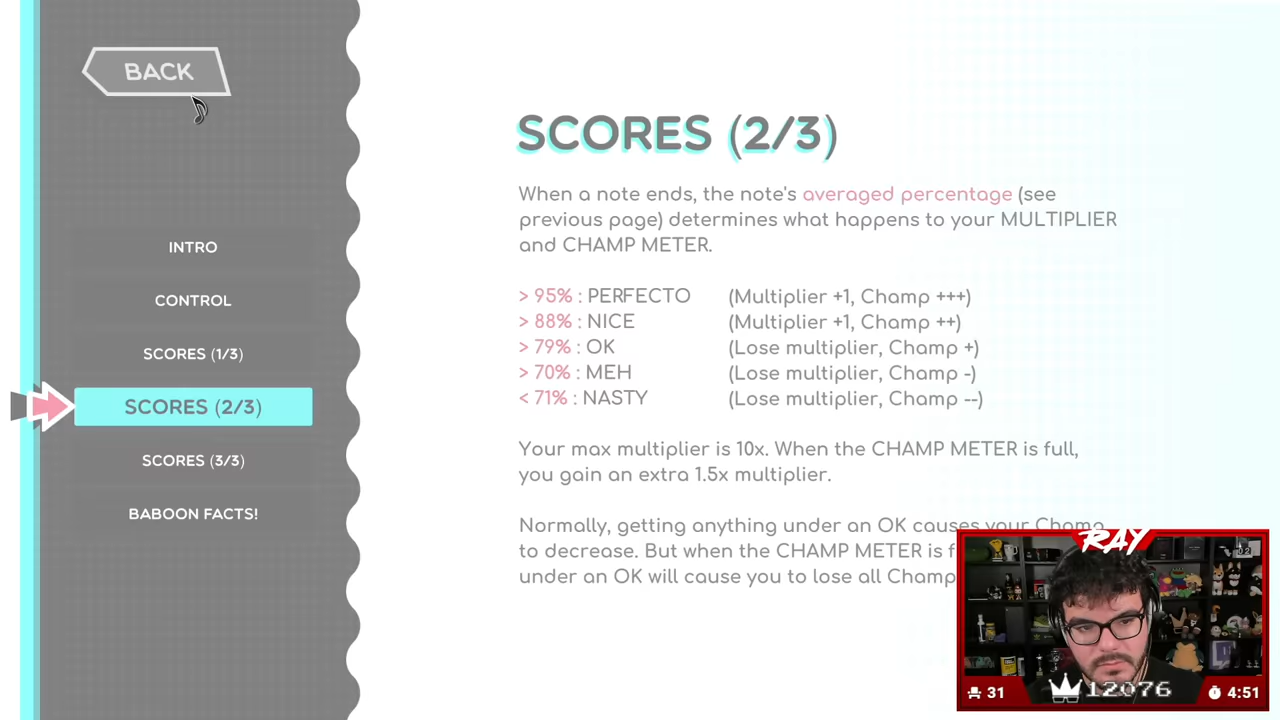 BACK
INTRO
CONTROL
SCORES (1/3)
SCORES (2/3)
SCORES (3/3)
BABOON FACTS!
SCORES (2/3)
When a note ends, the note's averaged percentage (see
previous page) determines what happens to your MULTIPLIER
and CHAMP METER.
> 95% : PERFECTO (Multiplier +1, Champ +++)
> 88% : NICE (Multiplier +1, Champ ++)
> 79% : OK (Lose multiplier, Champ +)
> 70% : MEH (Lose multiplier, Champ -)
< 71% : NASTY (Lose multiplier, Champ --)
Your max multiplier is 10x. When the CHAMP METER is full,
you gain an extra 1.5x multiplier.
Normally, getting anything under an OK causes your Champ
to decrease. But when the CHAMP METER is
under an OK will cause you to lose all Champ
RAY
31
12076
4:51